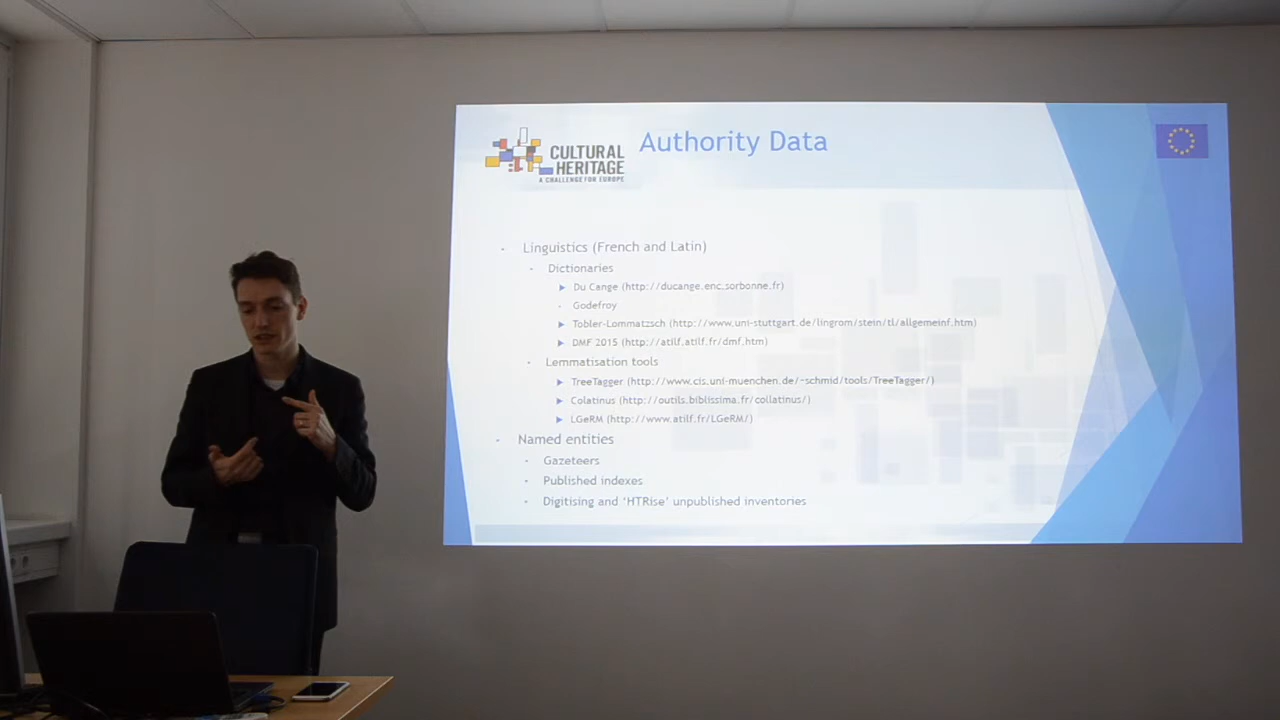 CULTURAL
HERITAGE
A CHALLENGE FOR EUROPE
Authority Data
- Linguistics (French and Latin)
- Dictionaries
Du Cange (http://ducange.enc.sorbonne.fr)
- Godefroy
Tobler-Lommatzsch (http://www.uni-stuttgart.de/lingrom/stein/tl/allgemeinf.htm)
DMF 2015 (http://atilf.atilf.fr/dmf.htm)
- Lemmatisation tools
TreeTagger (http://www.cis.uni-muenchen.de/~schmid/tools/TreeTagger/)
Colatinus (http://outils.biblissima.fr/collatinus/)
LGeRM (http://www.atilf.fr/LGeRM/)
- Named entities
- Gazeteers
- Published indexes
- Digitising and ‘HTRise’ unpublished inventories